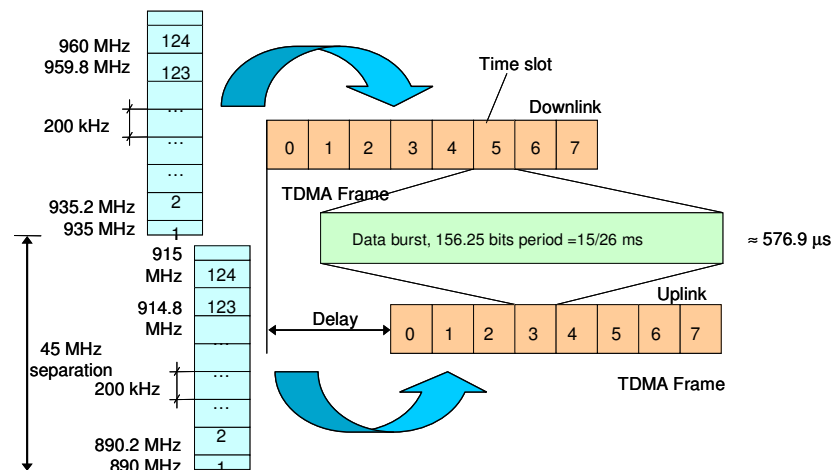 960 MHz
959.8 MHz
124
123
...
200 kHz
...
...
935.2 MHz
2
935 MHz
1
Time slot
Downlink
0 1 2 3 4 5 6 7
TDMA Frame
Data burst, 156.25 bits period =15/26 ms
≈ 576.9 µs
Uplink
Delay
0 1 2 3 4 5 6 7
TDMA Frame
45 MHz
separation
915
MHz
124
914.8
MHz
123
...
200 kHz
...
...
890.2 MHz
2
890 MHz
1